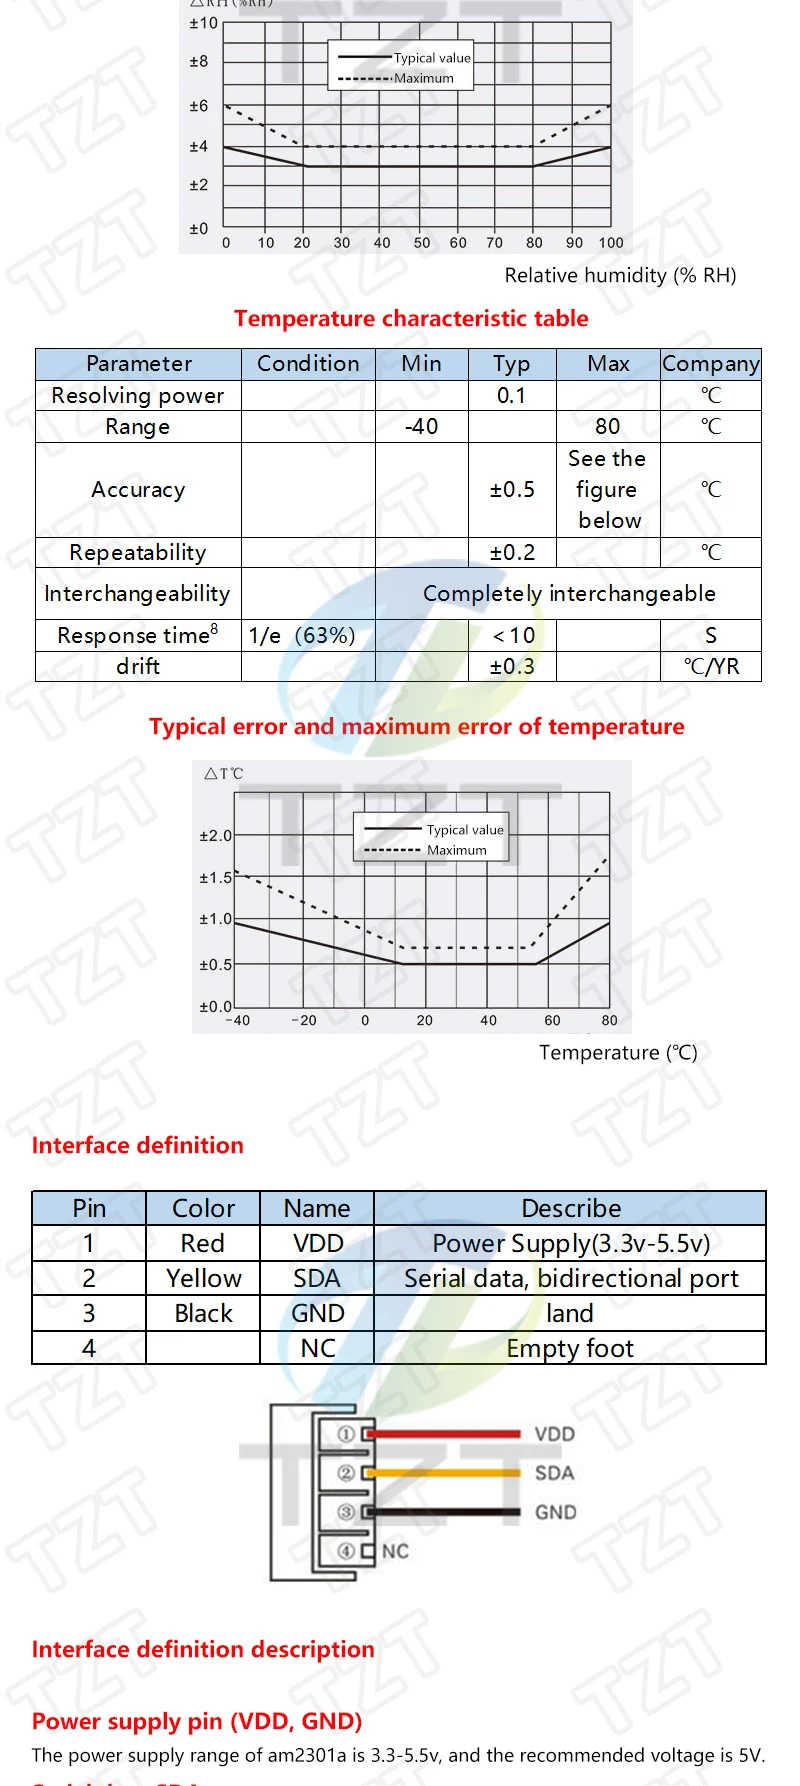 △RH(%RH)
±10
±8
±6
±4
±2
±0
Typical value
Maximum
0 10 20 30 40 50 60 70 80 90 100
Relative humidity (% RH)
Temperature characteristic table
Parameter Condition Min Typ Max Company
Resolving power 0.1 ℃
Range -40 80 ℃
Accuracy ±0.5 See the figure below ℃
Repeatability ±0.2 ℃
Interchangeability Completely interchangeable
Response time8 1/e (63%) <10 S
drift ±0.3 ℃/YR
Typical error and maximum error of temperature
△T℃
±2.0
±1.5
±1.0
±0.5
±0.0
Typical value
Maximum
-40 -20 0 20 40 60 80
Temperature (℃)
Interface definition
Pin Color Name Describe
1 Red VDD Power Supply(3.3v-5.5v)
2 Yellow SDA Serial data, bidirectional port
3 Black GND land
4 NC Empty foot
① VDD
② SDA
③ GND
④ NC
TZT
Interface definition description
Power supply pin (VDD, GND)
The power supply range of am2301a is 3.3-5.5v, and the recommended voltage is 5V.